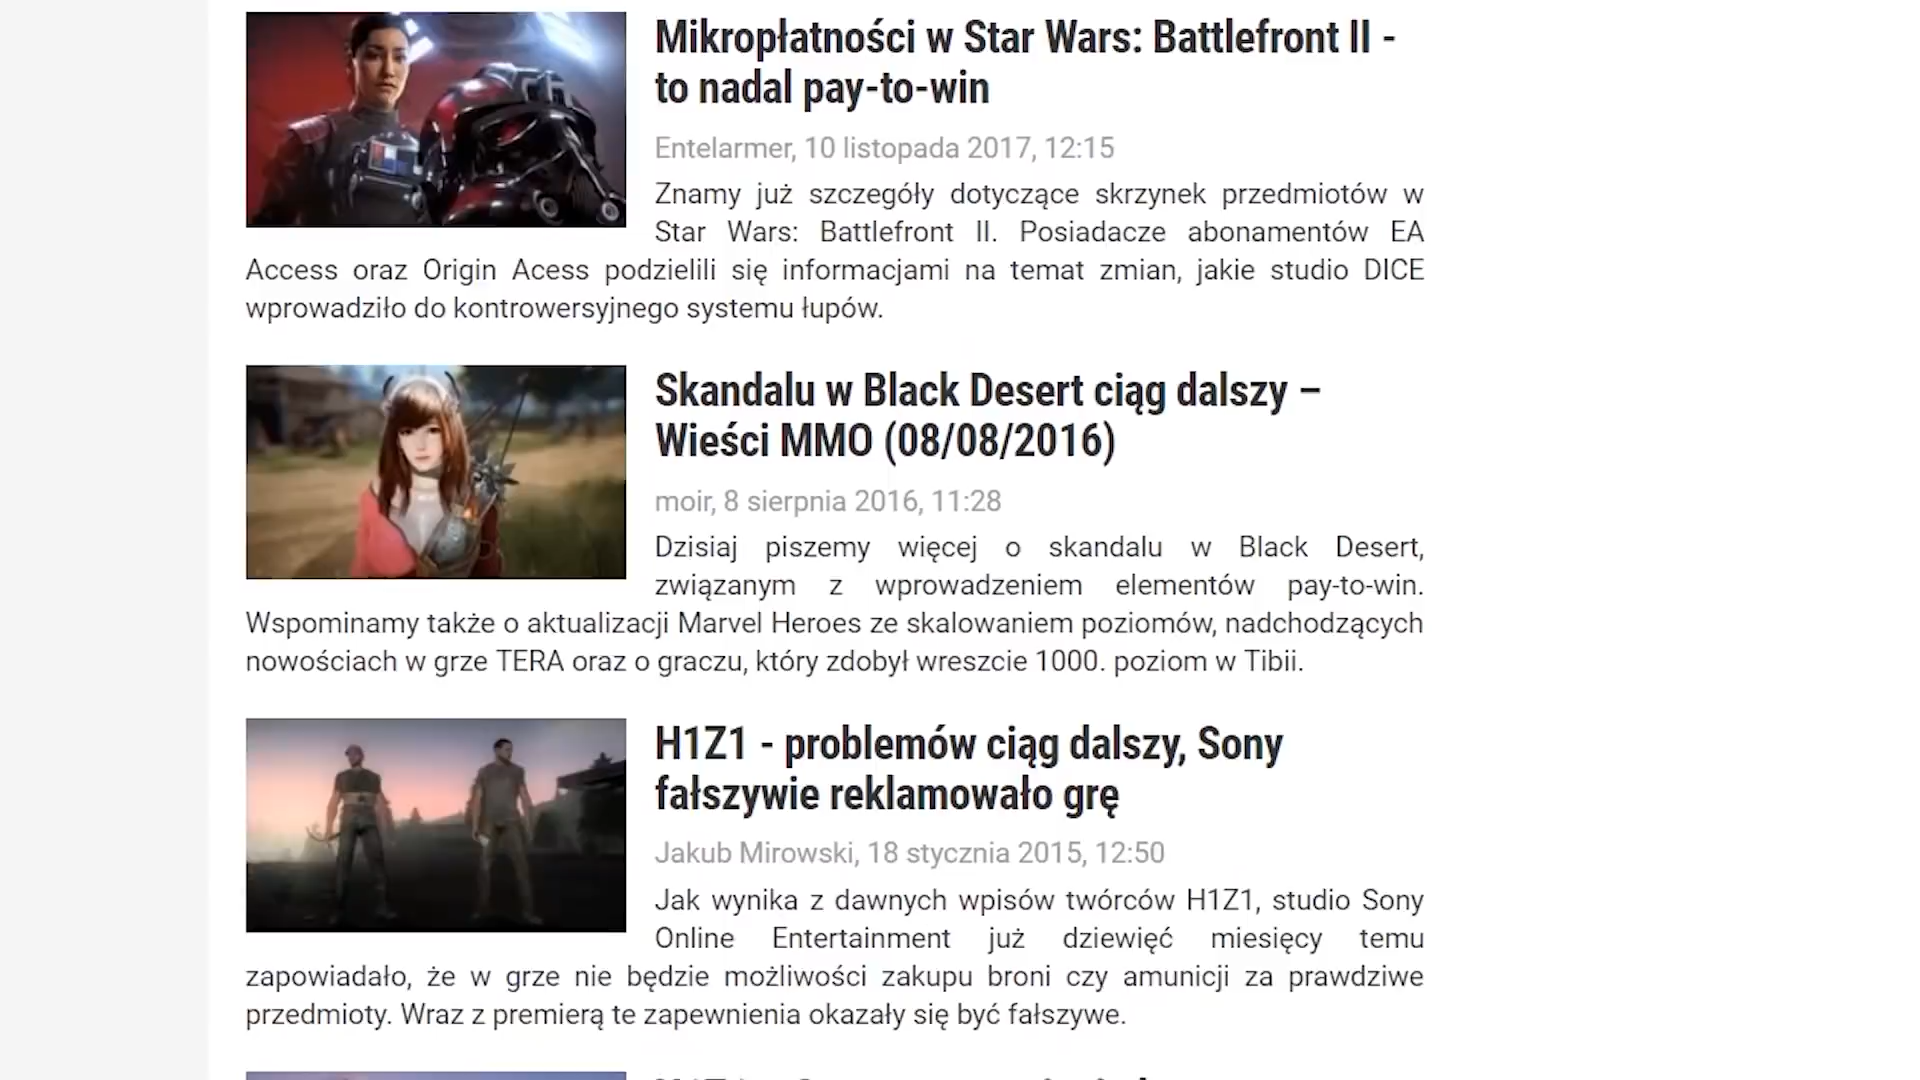 Mikropłatności w Star Wars: Battlefront II -
to nadal pay-to-win
Entelarmer, 10 listopada 2017, 12:15
Znamy już szczegóły dotyczące skrzynek przedmiotów w
Star Wars: Battlefront II. Posiadacze abonamentów EA
Access oraz Origin Acess podzielili się informacjami na temat zmian, jakie studio DICE
wprowadziło do kontrowersyjnego systemu łupów.
Skandalu w Black Desert ciąg dalszy –
Wieści MMO (08/08/2016)
moir, 8 sierpnia 2016, 11:28
Dzisiaj piszemy więcej o skandalu w Black Desert,
związanym z wprowadzeniem elementów pay-to-win.
Wspominamy także o aktualizacji Marvel Heroes ze skalowaniem poziomów, nadchodzących
nowościach w grze TERA oraz o graczu, który zdobył wreszcie 1000. poziom w Tibii.
H1Z1 - problemów ciąg dalszy, Sony
fałszywie reklamowało grę
Jakub Mirowski, 18 stycznia 2015, 12:50
Jak wynika z dawnych wpisów twórców H1Z1, studio Sony
Online Entertainment już dziewięć miesięcy temu
zapowiadało, że w grze nie będzie możliwości zakupu broni czy amunicji za prawdziwe
przedmioty. Wraz z premierą te zapewnienia okazały się być fałszywe.